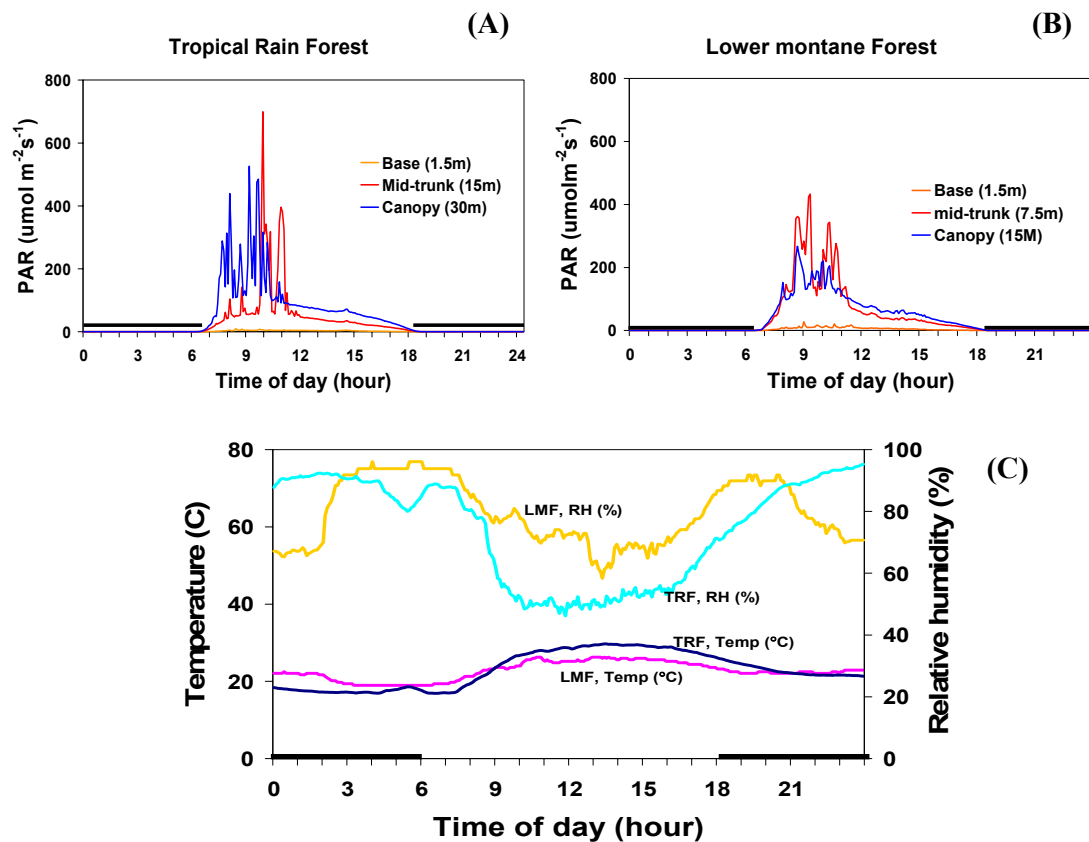 (A)
Tropical Rain Forest
800
600
400
200
0
PAR (umol m⁻²s⁻¹)
Base (1.5m)
Mid-trunk (15m)
Canopy (30m)
0 3 6 9 12 15 18 21 24
Time of day (hour)
(B)
Lower montane Forest
800
600
400
200
0
PAR (umolm⁻²s⁻¹)
Base (1.5m)
mid-trunk (7.5m)
Canopy (15M)
0 3 6 9 12 15 18 21
Time of day (hour)
(C)
80
60
40
20
0
Temperature (C)
100
80
60
40
20
0
Relative humidity (%)
LMF, RH (%)
TRF, RH (%)
TRF, Temp (°C)
LMF, Temp (°C)
0 3 6 9 12 15 18 21
Time of day (hour)